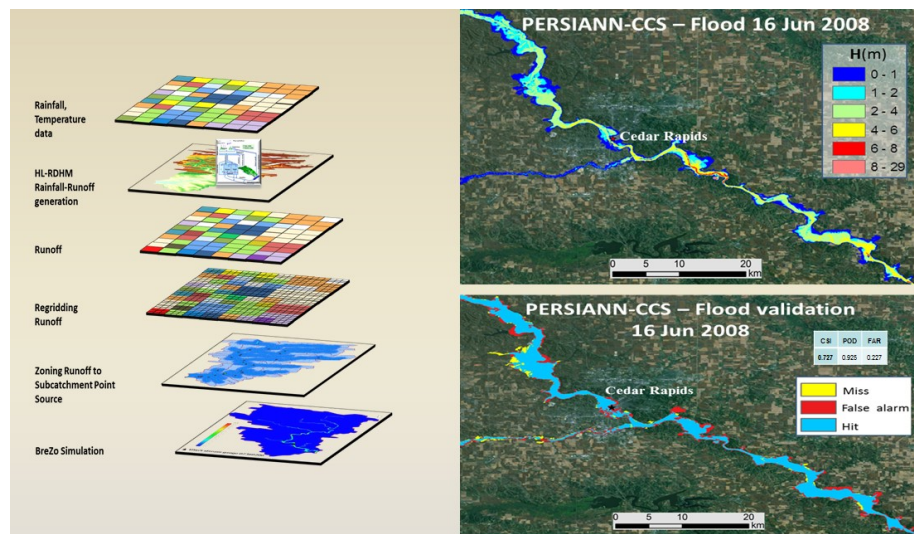 Rainfall,
Temperature
data
HL-RDHM
Rainfall-Runoff
generation
Runoff
Regridding
Runoff
Zoning Runoff to
Subcatchment Point
Source
BreZo Simulation
PERSIANN-CCS – Flood 16 Jun 2008
H(m)
0 - 1
1 - 2
2 - 4
4 - 6
6 - 8
8 - 29
Cedar Rapids
0 5 10 20
km
PERSIANN-CCS – Flood validation
16 Jun 2008
CSI POD FAR
0.727 0.925 0.227
Miss
False alarm
Hit
Cedar Rapids
0 5 10 20
km